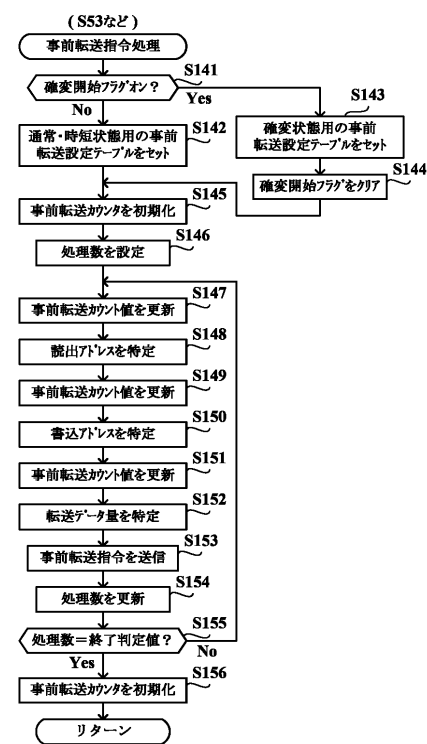 ( S53など )
事前転送指令処理
S141
確変開始フラグオン？
No
Yes
S142
通常・時短状態用の事前
転送設定テーブルをセット
S143
確変状態用の事前
転送設定テーブルをセット
S144
確変開始フラグをクリア
S145
事前転送カウンタを初期化
S146
処理数を設定
S147
事前転送カウント値を更新
S148
読出アドレスを特定
S149
事前転送カウント値を更新
S150
書込アドレスを特定
S151
事前転送カウント値を更新
S152
転送データ量を特定
S153
事前転送指令を送信
S154
処理数を更新
S155
処理数＝終了判定値？
Yes
No
S156
事前転送カウンタを初期化
リターン